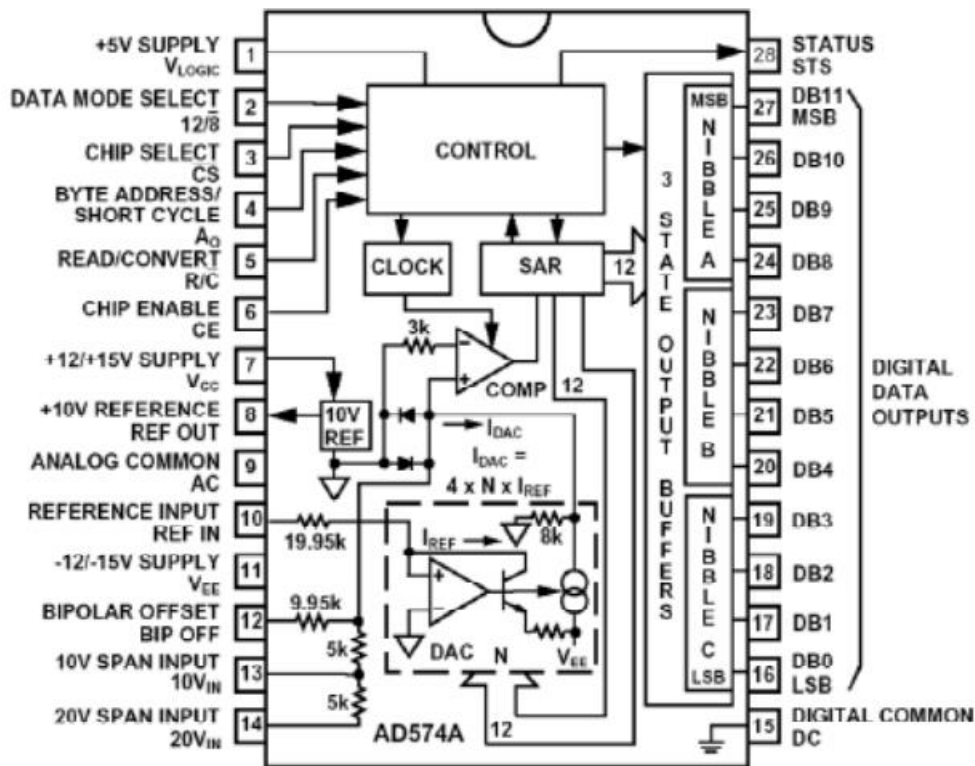 +5V SUPPLY
VLOGIC
1
DATA MODE SELECT
12/8̅
2
CHIP SELECT
C̅S̅
3
BYTE ADDRESS/
SHORT CYCLE
AO
4
READ/CONVERT
R/C̅
5
CHIP ENABLE
CE
6
+12/+15V SUPPLY
VCC
7
+10V REFERENCE
REF OUT
8
ANALOG COMMON
AC
9
REFERENCE INPUT
REF IN
10
-12/-15V SUPPLY
VEE
11
BIPOLAR OFFSET
BIP OFF
12
10V SPAN INPUT
10VIN
13
20V SPAN INPUT
20VIN
14
CONTROL
CLOCK
SAR
12
3k
−
+
COMP
12
10V
REF
IDAC
IDAC =
4 x N x IREF
19.95k
IREF
8k
+
−
9.95k
5k
5k
DAC
N
VEE
AD574A
12
3 STATE OUTPUT BUFFERS
MSB
NIBBLE A
NIBBLE B
NIBBLE C
LSB
28
STATUS
STS
27
DB11
MSB
26
DB10
25
DB9
24
DB8
23
DB7
22
DB6
21
DB5
20
DB4
19
DB3
18
DB2
17
DB1
16
DB0
LSB
15
DIGITAL COMMON
DC
DIGITAL
DATA
OUTPUTS